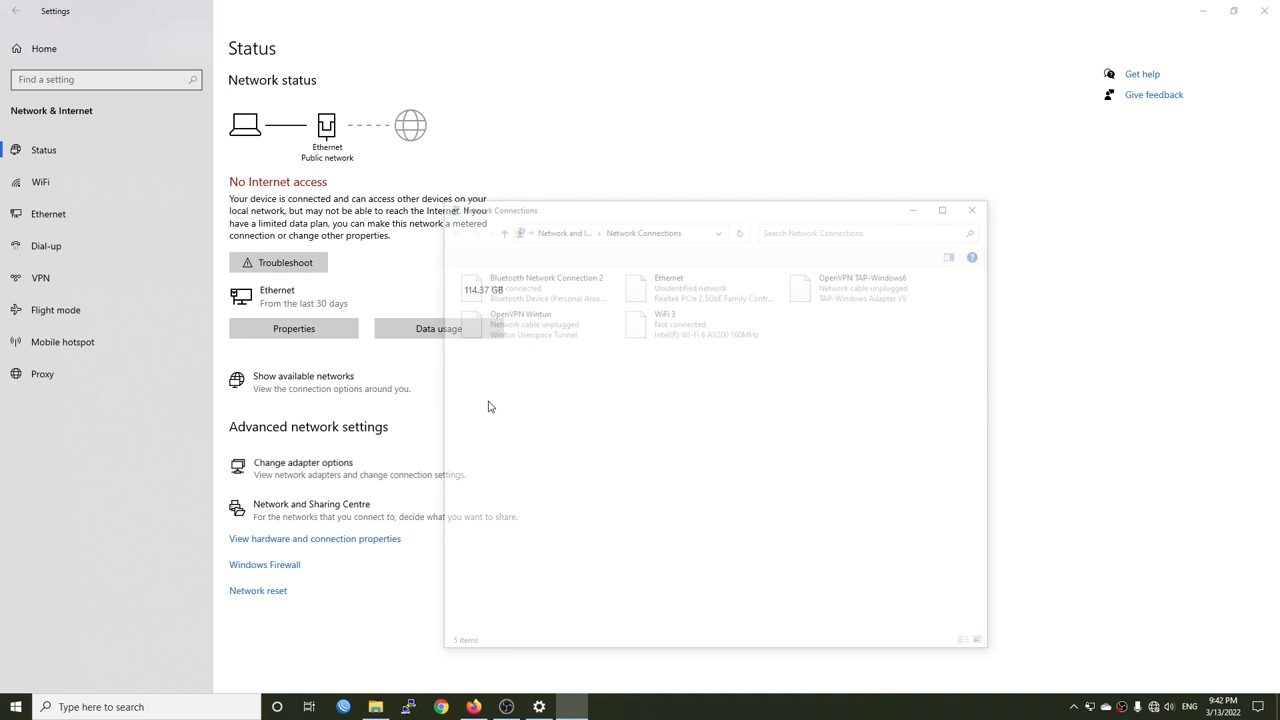 Settings
Home
Find a setting
Network & Internet
Status
WiFi
Ethernet
Dial-up
VPN
Flight mode
Mobile hotspot
Proxy
Status
Network status
Ethernet
Public network
No Internet access
Your device is connected and can access other devices on your
local network, but may not be able to reach the Internet. If you
have a limited data plan, you can make this network a metered
connection or change other properties.
Troubleshoot
Ethernet
From the last 30 days
114.37 GB
Properties
Data usage
Show available networks
View the connection options around you.
Advanced network settings
Change adapter options
View network adapters and change connection settings.
Network and Sharing Centre
For the networks that you connect to, decide what you want to share.
View hardware and connection properties
Windows Firewall
Network reset
Get help
Give feedback
Network Connections
Network and I... › Network Connections
Search Network Connections
Bluetooth Network Connection 2
connected
Bluetooth Device (Personal Area ...
Ethernet
Unidentified network
Realtek PCIe 2.5GbE Family Contr...
OpenVPN TAP-Windows6
Network cable unplugged
TAP-Windows Adapter V9
OpenVPN Wintun
Network cable unplugged
Wintun Userspace Tunnel
WiFi 3
Not connected
Intel(R) Wi-Fi 6 AX200 160MHz
5 items
Type here to search
ENG
9:42 PM
3/13/2022